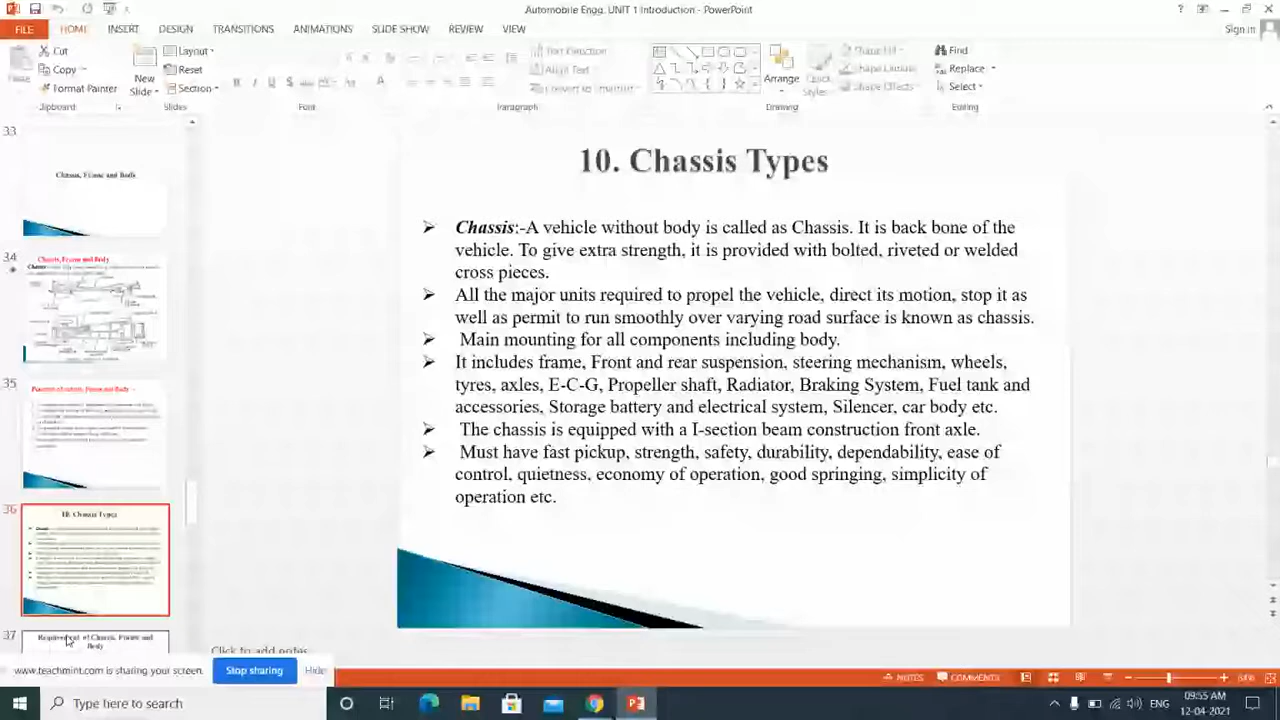 Automobile Engg. UNIT 1 Introduction - PowerPoint
FILE HOME INSERT DESIGN TRANSITIONS ANIMATIONS SLIDE SHOW REVIEW VIEW Sign in
Cut
Copy
Format Painter
Clipboard
New
Slide
Layout
Reset
Section
Slides
Font
Text Direction
Align Text
Convert to SmartArt
Paragraph
Arrange
Quick
Styles
Shape Fill
Shape Outline
Shape Effects
Drawing
Find
Replace
Select
Editing
33
Chassis, Frame and Body
34
Chassis, Frame and Body
35
36
10. Chassis Types
37
Requirement of Chassis, Frame and
Body
10. Chassis Types
Chassis:-A vehicle without body is called as Chassis. It is back bone of the
vehicle. To give extra strength, it is provided with bolted, riveted or welded
cross pieces.
All the major units required to propel the vehicle, direct its motion, stop it as
well as permit to run smoothly over varying road surface is known as chassis.
Main mounting for all components including body.
It includes frame, Front and rear suspension, steering mechanism, wheels,
tyres, axles, E-C-G, Propeller shaft, Radiator, Braking System, Fuel tank and
accessories, Storage battery and electrical system, Silencer, car body etc.
The chassis is equipped with a I-section beam construction front axle.
Must have fast pickup, strength, safety, durability, dependability, ease of
control, quietness, economy of operation, good springing, simplicity of
operation etc.
Click to add notes
www.teachmint.com is sharing your screen.
Stop sharing
Hide
NOTES
COMMENTS
Type here to search
09:55 AM
12-04-2021